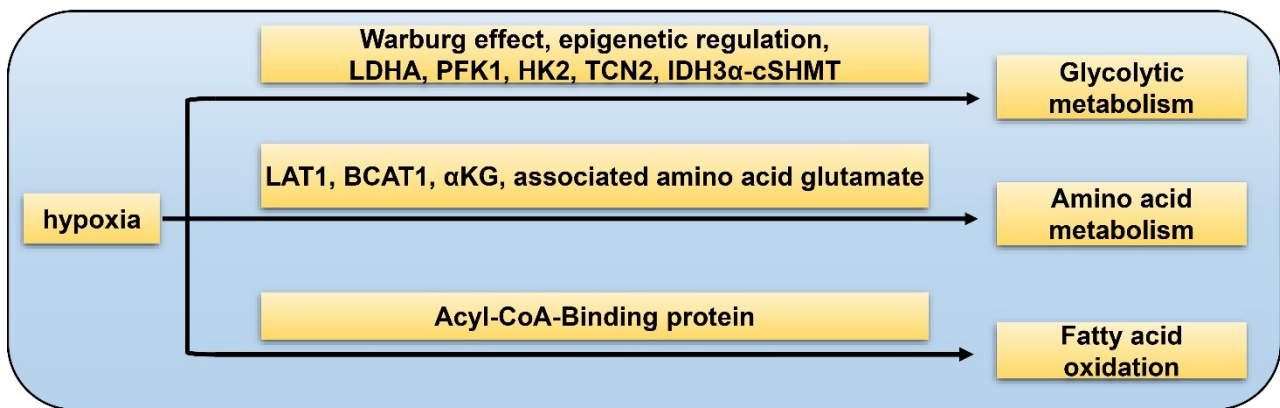 Warburg effect, epigenetic regulation,
LDHA, PFK1, HK2, TCN2, IDH3α-cSHMT
Glycolytic
metabolism
LAT1, BCAT1, αKG, associated amino acid glutamate
hypoxia
Amino acid
metabolism
Acyl-CoA-Binding protein
Fatty acid
oxidation